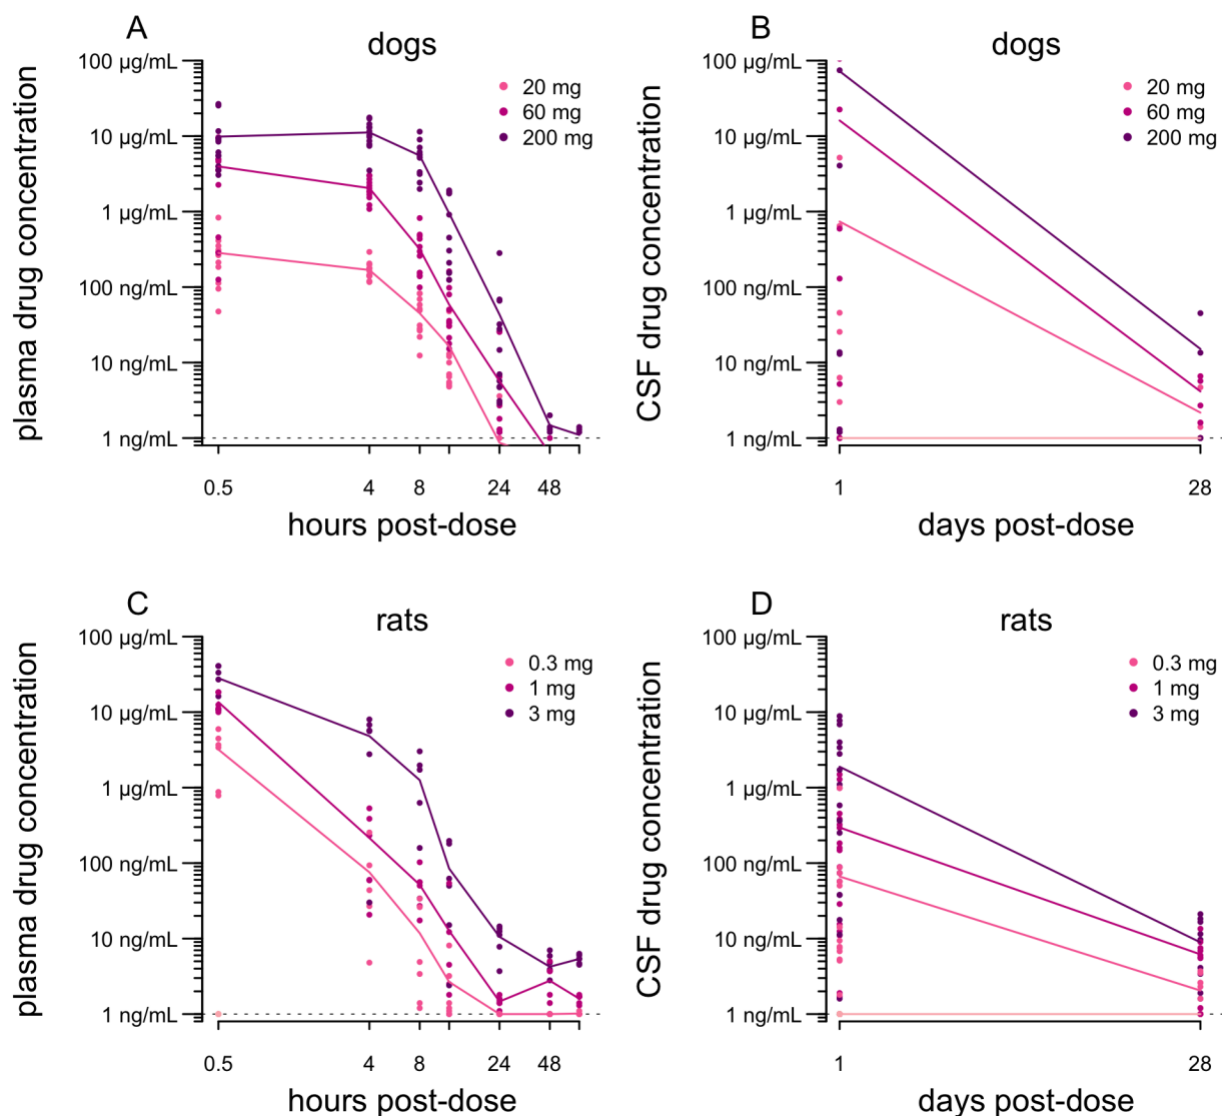 A
dogs
plasma drug concentration
100 µg/mL
10 µg/mL
1 µg/mL
100 ng/mL
10 ng/mL
1 ng/mL
20 mg
60 mg
200 mg
0.5
4
8
24
48
hours post-dose
B
dogs
CSF drug concentration
100 µg/mL
10 µg/mL
1 µg/mL
100 ng/mL
10 ng/mL
1 ng/mL
20 mg
60 mg
200 mg
1
28
days post-dose
C
rats
plasma drug concentration
100 µg/mL
10 µg/mL
1 µg/mL
100 ng/mL
10 ng/mL
1 ng/mL
0.3 mg
1 mg
3 mg
0.5
4
8
24
48
hours post-dose
D
rats
CSF drug concentration
100 µg/mL
10 µg/mL
1 µg/mL
100 ng/mL
10 ng/mL
1 ng/mL
0.3 mg
1 mg
3 mg
1
28
days post-dose